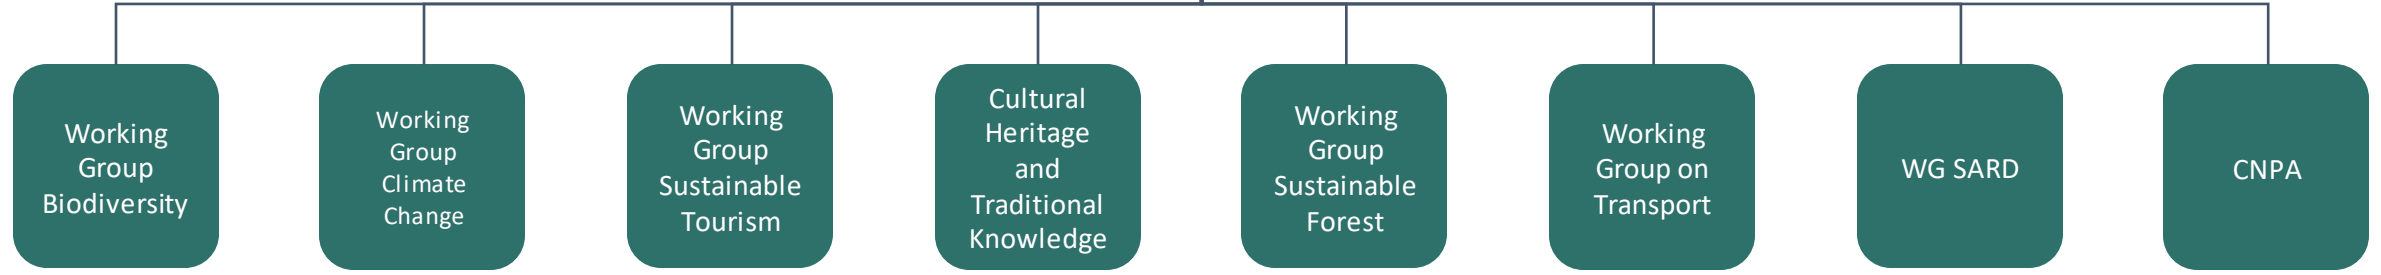 Working
Group
Biodiversity
Working
Group
Climate
Change
Working
Group
Sustainable
Tourism
Cultural
Heritage
and
Traditional
Knowledge
Working
Group
Sustainable
Forest
Working
Group on
Transport
WG SARD
CNPA